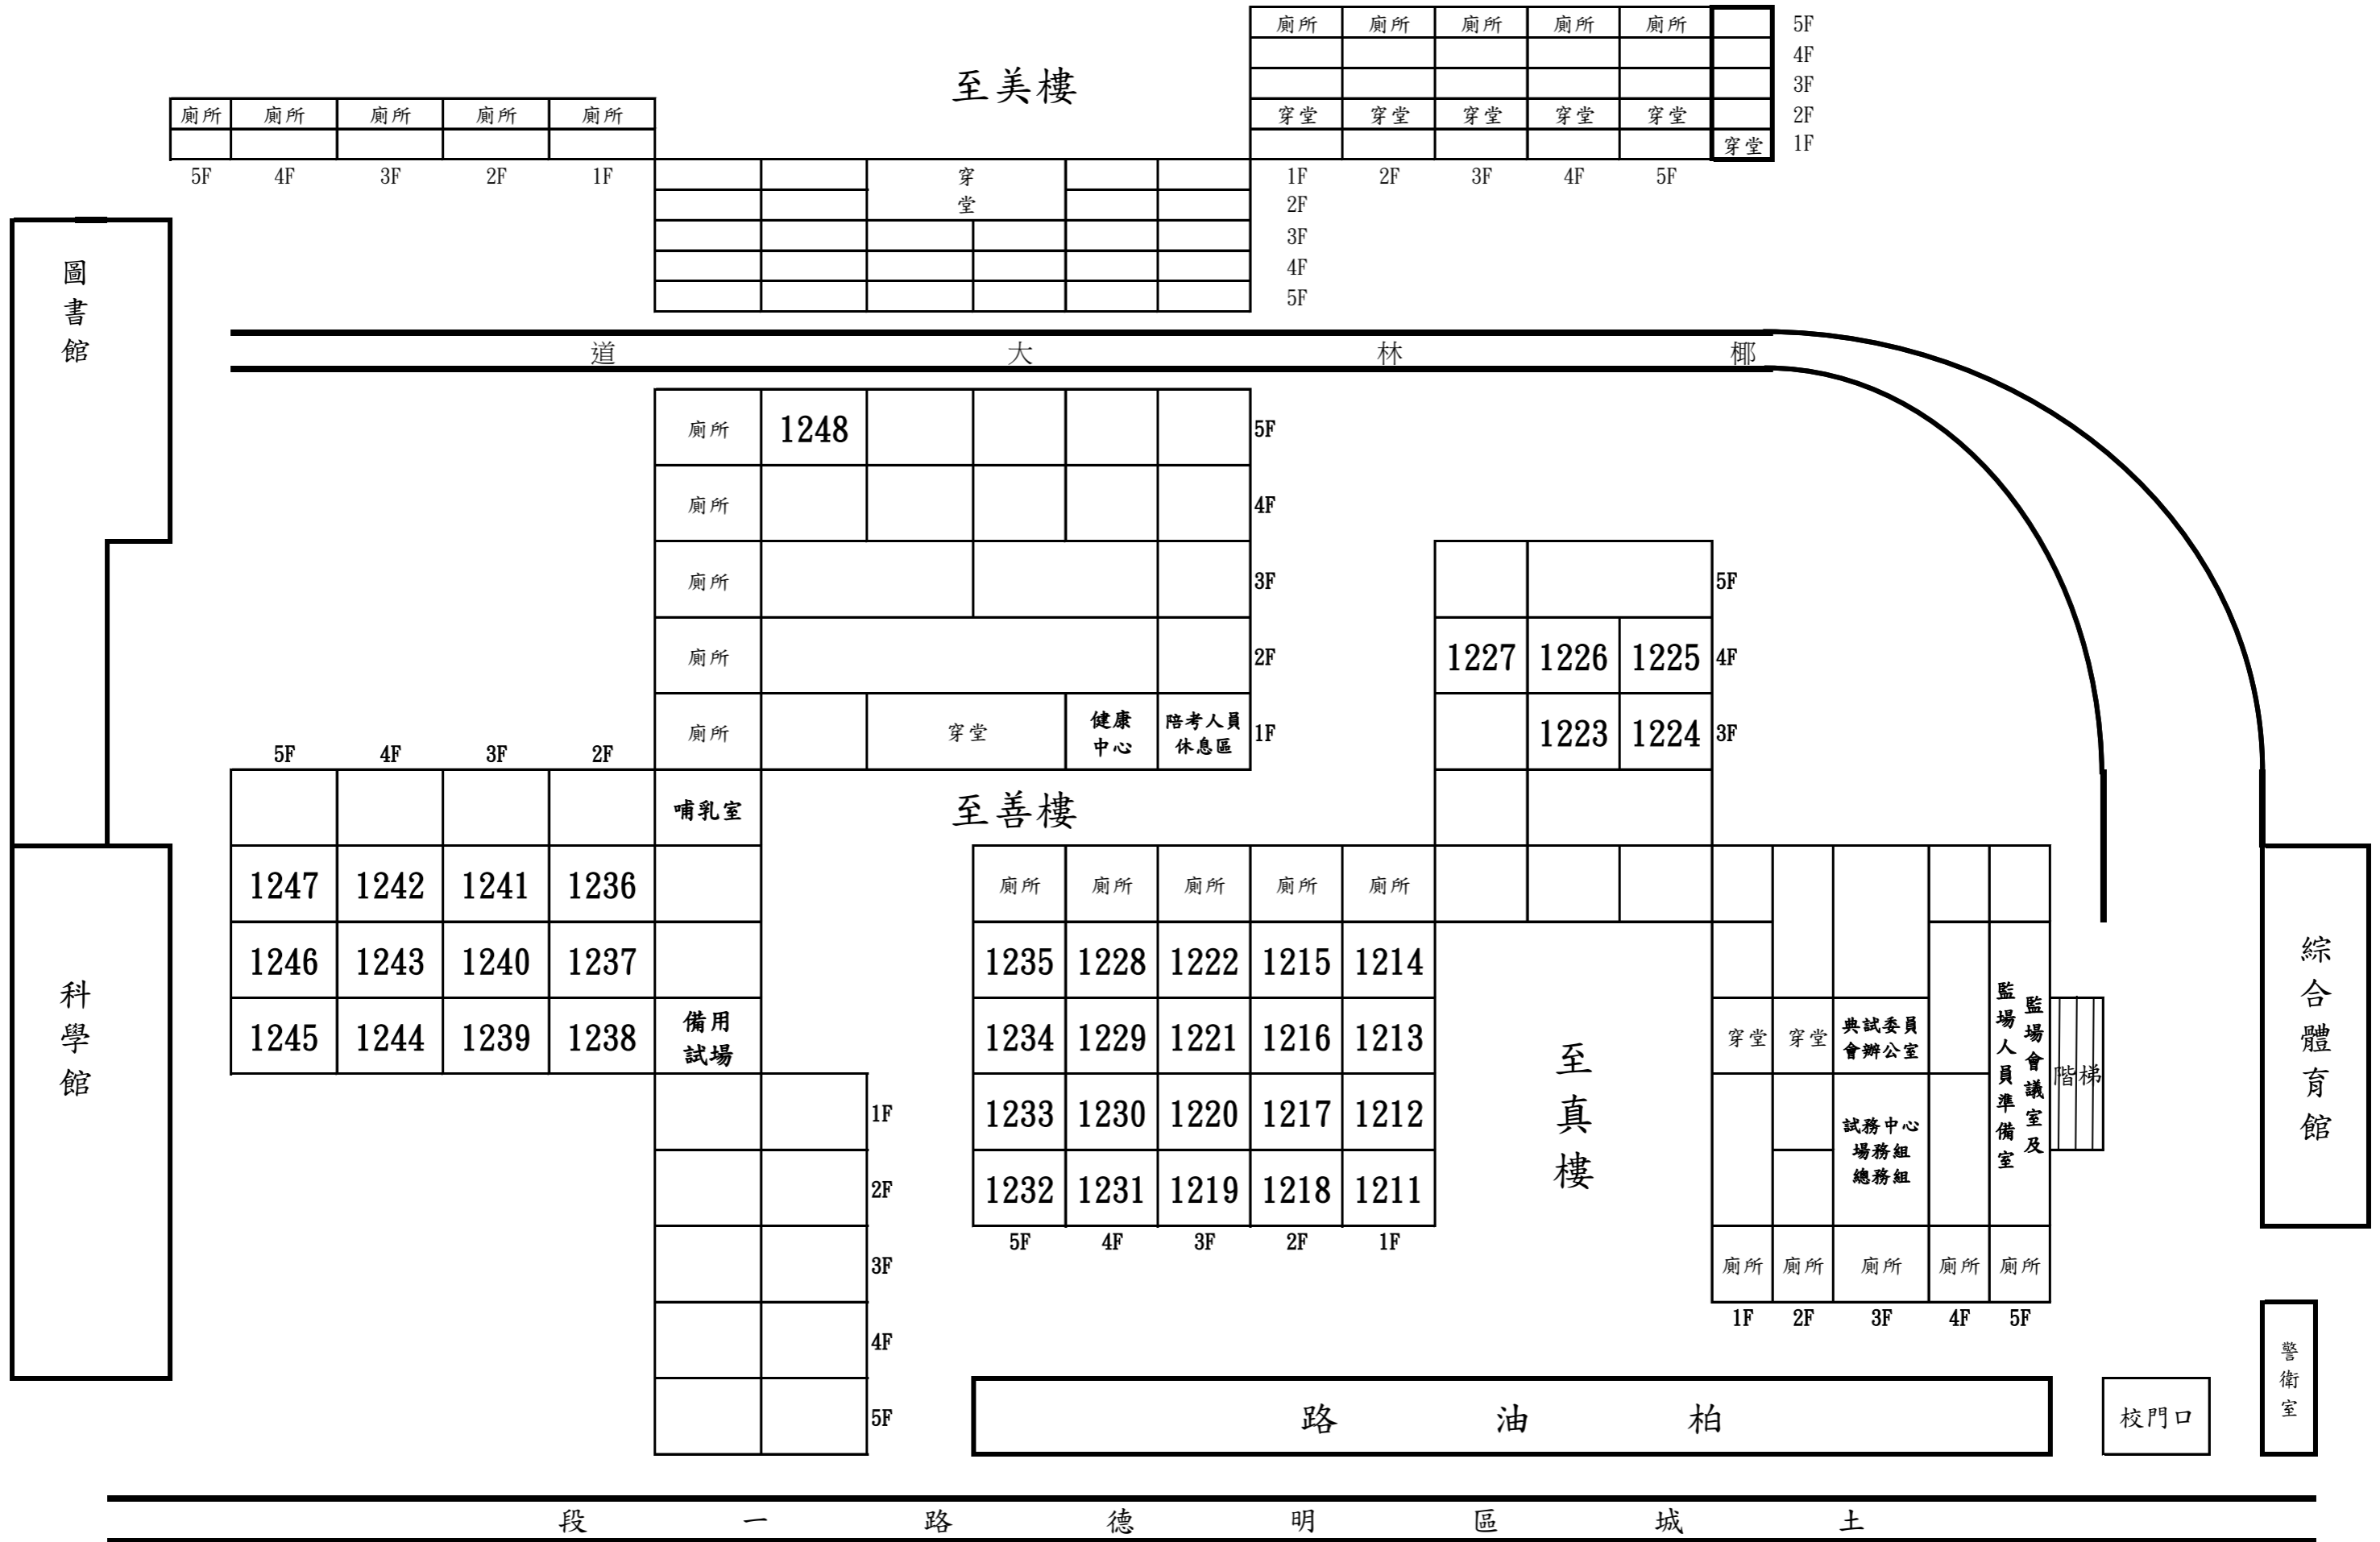 廁所 廁所 廁所 廁所 廁所 5F
4F
3F
穿堂 穿堂 穿堂 穿堂 穿堂 2F
穿堂 1F
1F 2F 3F 4F 5F
至美樓
廁所 廁所 廁所 廁所 廁所
5F 4F 3F 2F 1F
穿
堂
2F
3F
4F
5F
圖
書
館
道 大 林 椰
廁所 1248 5F
廁所 4F
廁所 3F
廁所 2F
廁所 穿堂 健康
中心 陪考人員
休息區 1F
5F
1227 1226 1225 4F
1223 1224 3F
5F 4F 3F 2F
哺乳室
至善樓
1247 1242 1241 1236
1246 1243 1240 1237
1245 1244 1239 1238 備用
試場
1F
2F
3F
4F
5F
廁所 廁所 廁所 廁所 廁所
1235 1228 1222 1215 1214
1234 1229 1221 1216 1213
1233 1230 1220 1217 1212
1232 1231 1219 1218 1211
5F 4F 3F 2F 1F
至
真
樓
穿堂 穿堂 典試委員
會辦公室
試務中心
場務組
總務組
監場會議室及
監場人員準備室
階梯
廁所 廁所 廁所 廁所 廁所
1F 2F 3F 4F 5F
科
學
館
綜
合
體
育
館
警
衛
室
校門口
路 油 柏
段 一 路 德 明 區 城 土